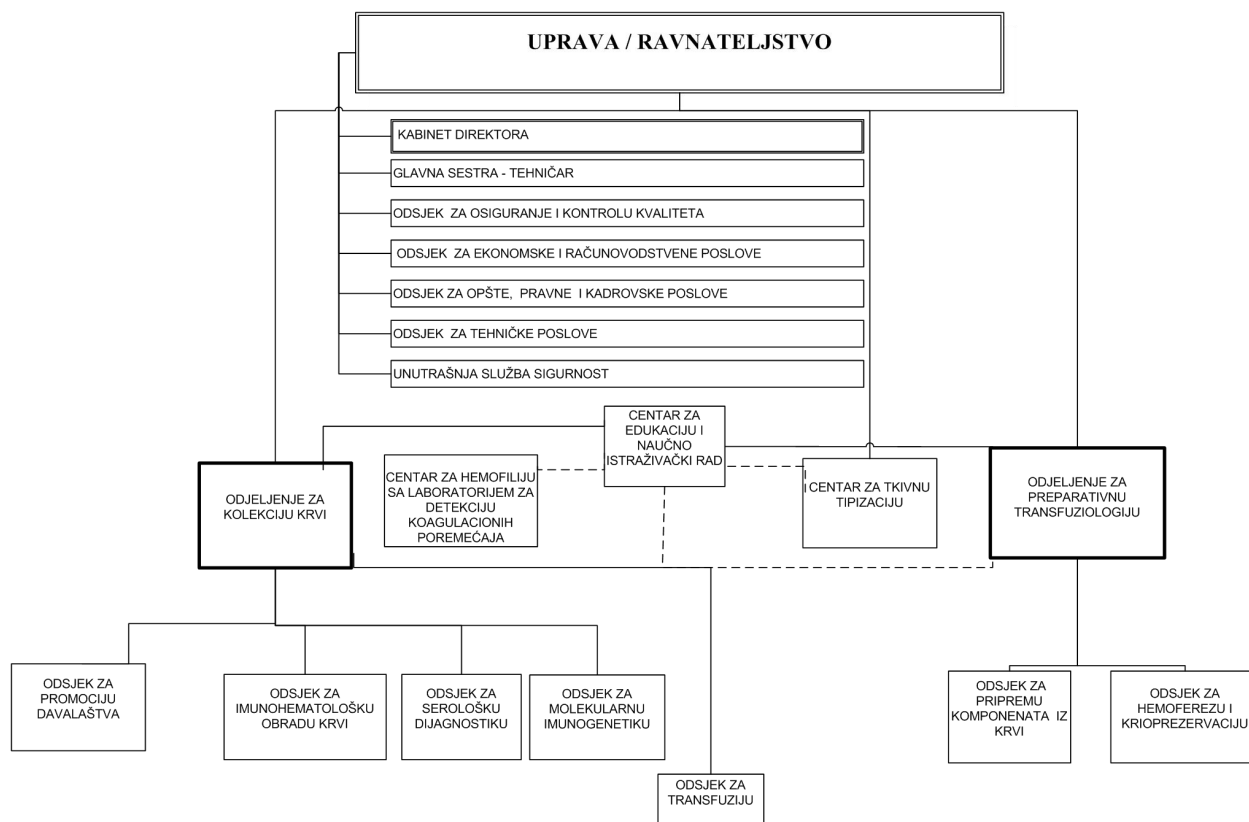 UPRAVA / RAVNATELJSTVO
KABINET DIREKTORA
GLAVNA SESTRA - TEHNIČAR
ODSJEK ZA OSIGURANJE I KONTROLU KVALITETA
ODSJEK ZA EKONOMSKE I RAČUNOVODSTVENE POSLOVE
ODSJEK ZA OPŠTE, PRAVNE I KADROVSKE POSLOVE
ODSJEK ZA TEHNIČKE POSLOVE
UNUTRAŠNJA SLUŽBA SIGURNOST
CENTAR ZA
EDUKACIJU I
NAUČNO
ISTRAŽIVAČKI RAD
ODJELJENJE ZA
KOLEKCIJU KRVI
CENTAR ZA HEMOFILIJU
SA LABORATORIJEM ZA
DETEKCIJU
KOAGULACIONIH
POREMEĆAJA
CENTAR ZA TKIVNU
TIPIZACIJU
ODJELJENJE ZA
PREPARATIVNU
TRANSFUZIOLOGIJU
ODSJEK ZA
PROMOCIJU
DAVALAŠTVA
ODSJEK ZA
IMUNOHEMATOLOŠKU
OBRADU KRVI
ODSJEK ZA
SEROLOŠKU
DIJAGNOSTIKU
ODSJEK ZA
MOLEKULARNU
IMUNOGENETIKU
ODSJEK ZA
TRANSFUZIJU
ODSJEK ZA
PRIPREMU
KOMPONENATA IZ
KRVI
ODSJEK ZA
HEMOFEREZU I
KRIOPREZERVACIJU